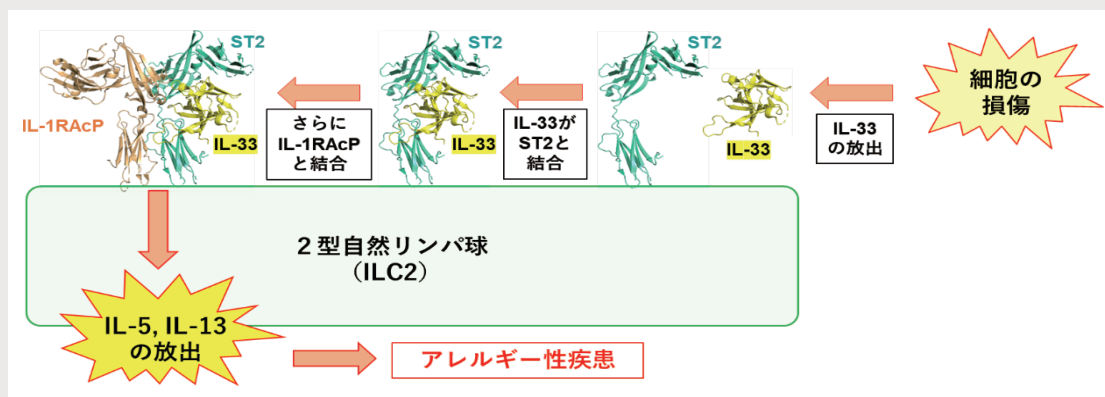 ST2
IL-1RAcP
IL-33
さらに
IL-1RAcP
と結合
ST2
IL-33
IL-33が
ST2と
結合
ST2
IL-33
IL-33
の放出
細胞の
損傷
２型自然リンパ球
（ILC2）
IL-5, IL-13
の放出
アレルギー性疾患